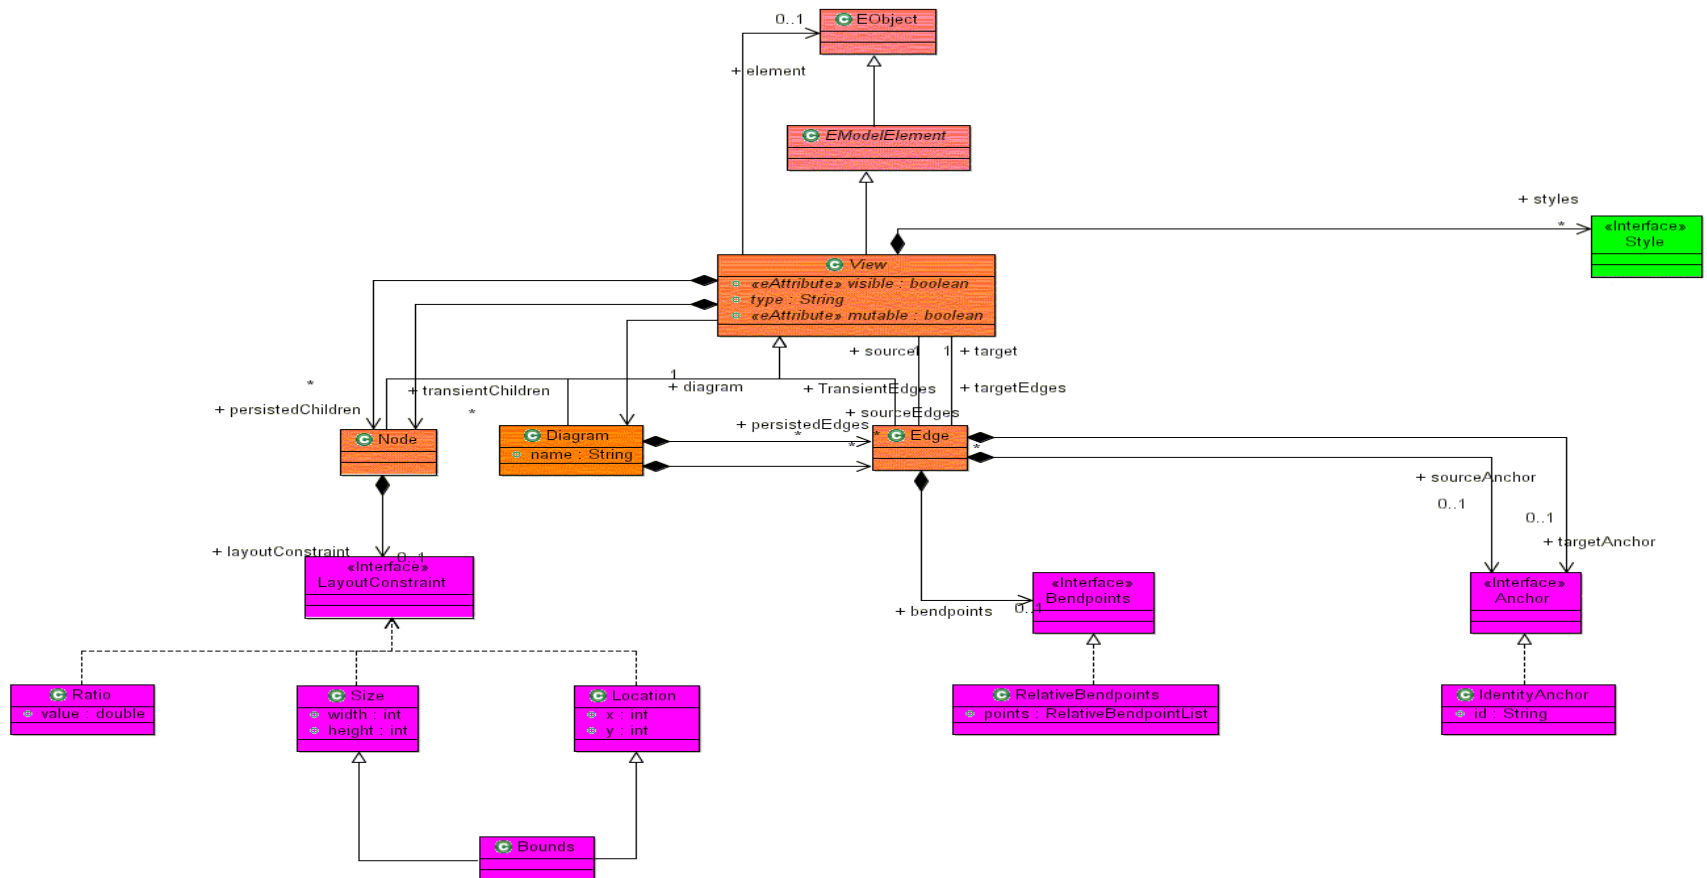 0..1
EObject
+ element
EModelElement
+ styles
*
«Interface»
Style
View
«eAttribute» visible : boolean
type : String
«eAttribute» mutable : boolean
+ source
1
1
+ target
1
*
+ transientChildren
+ diagram
+ TransientEdges
+ targetEdges
+ persistedChildren
*
+ sourceEdges
+ persistedEdges
*
*
*
*
Node
Diagram
name : String
Edge
+ sourceAnchor
0..1
0..1
+ targetAnchor
+ layoutConstraint
0..1
«Interface»
LayoutConstraint
«Interface»
Bendpoints
+ bendpoints
0..1
«Interface»
Anchor
Ratio
value : double
Size
width : int
height : int
Location
x : int
y : int
RelativeBendpoints
points : RelativeBendpointList
IdentityAnchor
id : String
Bounds